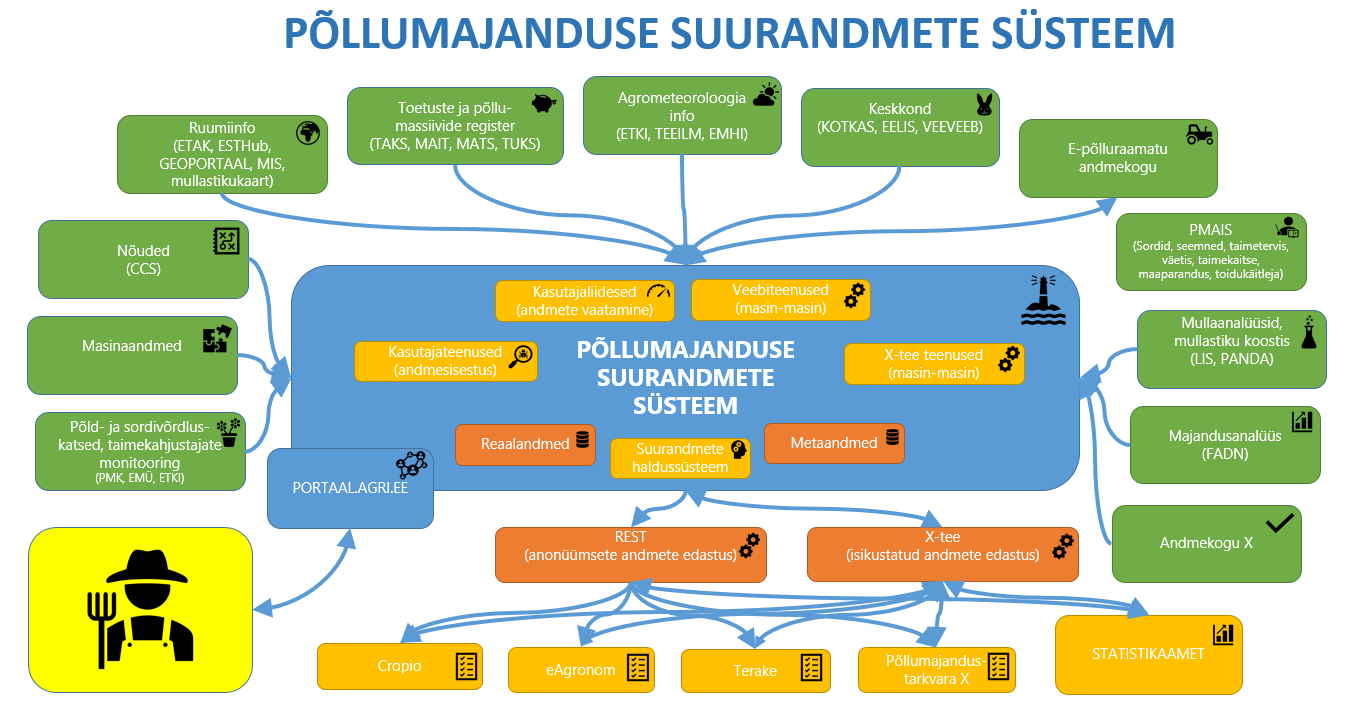 PÕLLUMAJANDUSE SUURANDMETE SÜSTEEM
Ruumiinfo
(ETAK, ESTHub,
GEOPORTAAL, MIS,
mullastikukaart)
Toetuste ja põllu-
massiivide register
(TAKS, MAIT, MATS, TUKS)
Agrometeoroloogia
info
(ETKI, TEEILM, EMHI)
Keskkond
(KOTKAS, EELIS, VEEVEEB)
E-põlluraamatu
andmekogu
Nõuded
(CCS)
Masinaandmed
Põld- ja sordivõrdlus-
katsed, taimekahjustajate
monitooring
(PMK, EMÜ, ETKI)
PMAIS
(Sordid, seemned, taimetervis,
väetis, taimekaitse,
maaparandus, toidukäitleja)
Mullaanalüüsid,
mullastiku koostis
(LIS, PANDA)
Majandusanalüüs
(FADN)
Andmekogu X
Kasutajaliidesed
(andmete vaatamine)
Veebiteenused
(masin-masin)
Kasutajateenused
(andmesisestus)
PÕLLUMAJANDUSE
SUURANDMETE
SÜSTEEM
X-tee teenused
(masin-masin)
Reaalandmed
Suurandmete
haldussüsteem
Metaandmed
PORTAAL.AGRI.EE
REST
(anonüümsete andmete edastus)
X-tee
(isikustatud andmete edastus)
Cropio
eAgronom
Terake
Põllumajandus-
tarkvara X
STATISTIKAAMET